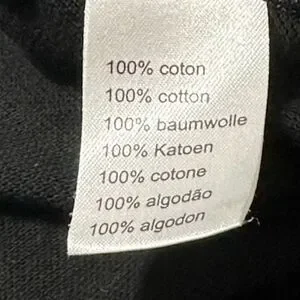 100% coton
100% cotton
100% baumwolle
100% Katoen
100% cotone
100% algodão
100% algodon